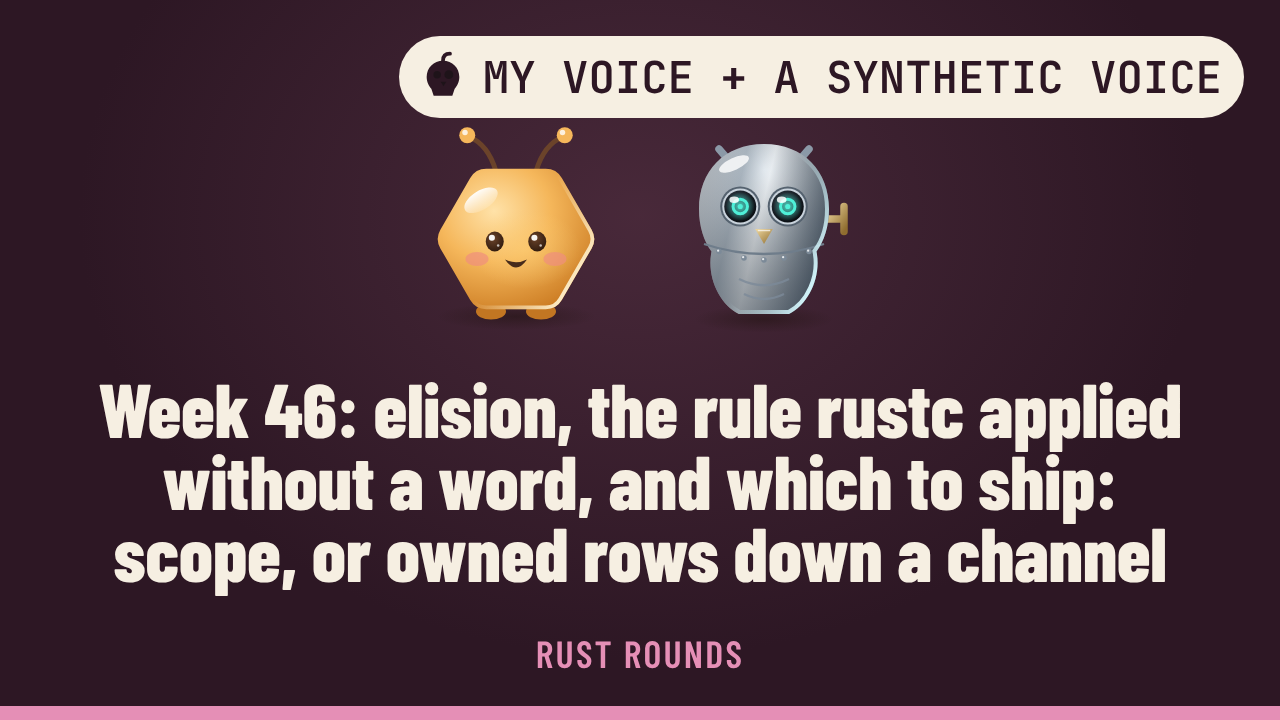 MY VOICE + A SYNTHETIC VOICE
Week 46: elision, the rule rustc applied
without a word, and which to ship:
scope, or owned rows down a channel
RUST ROUNDS